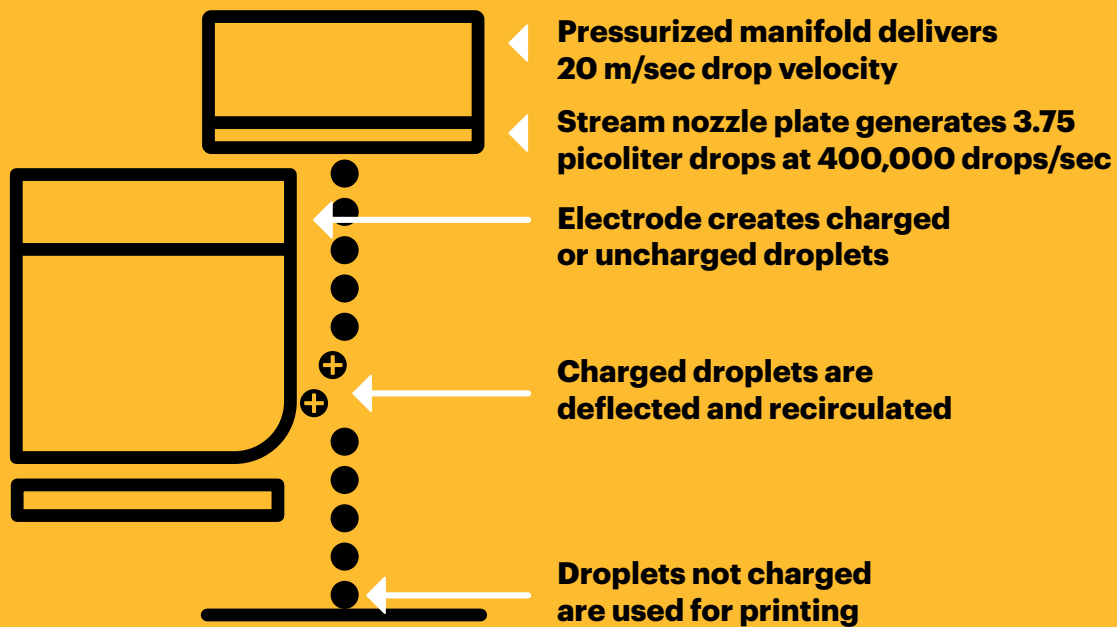 Pressurized manifold delivers
20 m/sec drop velocity
Stream nozzle plate generates 3.75
picoliter drops at 400,000 drops/sec
Electrode creates charged
or uncharged droplets
Charged droplets are
deflected and recirculated
Droplets not charged
are used for printing